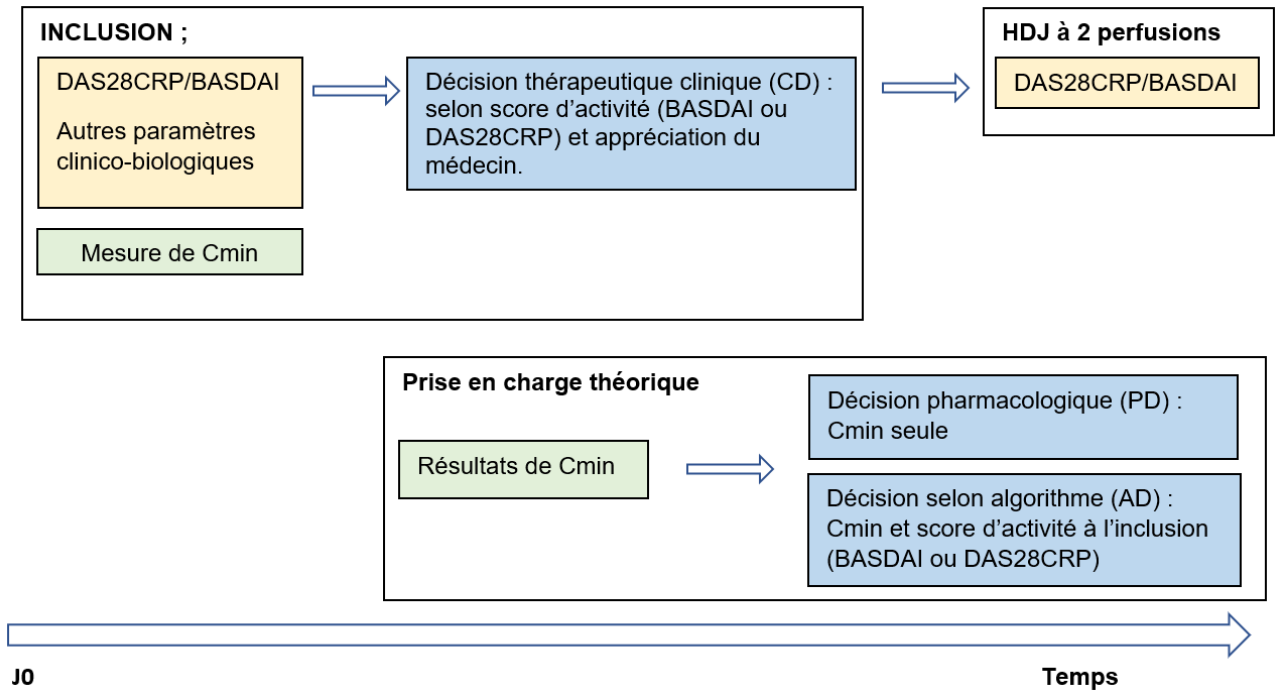 INCLUSION ;
DAS28CRP/BASDAI
Autres paramètres
clinico-biologiques
Mesure de Cmin
Décision thérapeutique clinique (CD) :
selon score d’activité (BASDAI ou
DAS28CRP) et appréciation du
médecin.
HDJ à 2 perfusions
DAS28CRP/BASDAI
Prise en charge théorique
Résultats de Cmin
Décision pharmacologique (PD) :
Cmin seule
Décision selon algorithme (AD) :
Cmin et score d’activité à l’inclusion
(BASDAI ou DAS28CRP)
J0
Temps